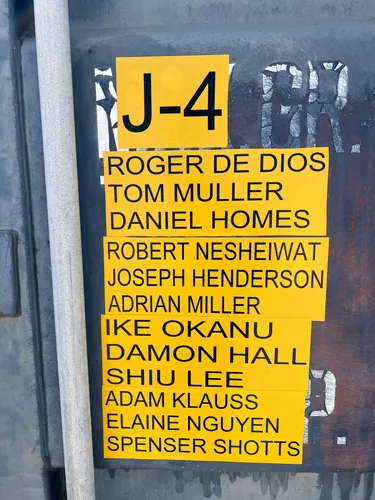 J-4
ROGER DE DIOS
TOM MULLER
DANIEL HOMES
ROBERT NESHEIWAT
JOSEPH HENDERSON
ADRIAN MILLER
IKE OKANU
DAMON HALL
SHIU LEE
ADAM KLAUSS
ELAINE NGUYEN
SPENSER SHOTTS